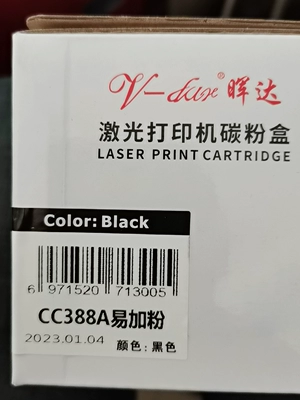 V-dax® 晖达
激光打印机碳粉盒
LASER PRINT CARTRIDGE
Color: Black
6 971520 713005
CC388A易加粉
2023.01.04 颜色:黑色